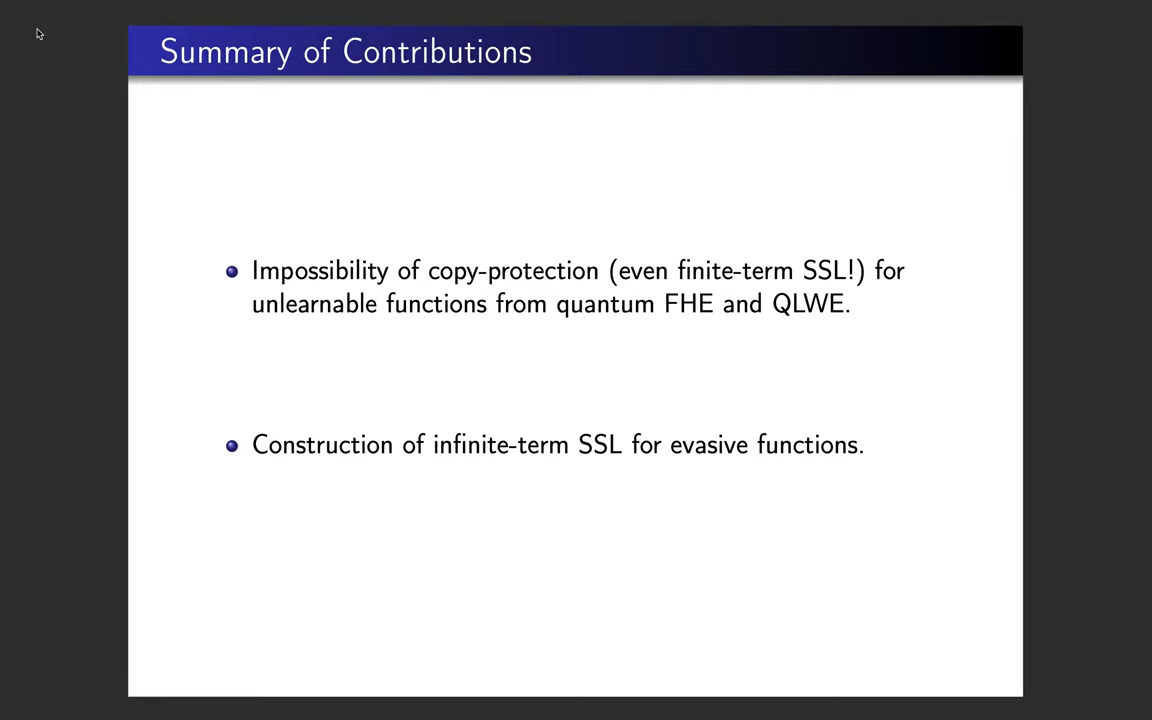 Summary of Contributions
Impossibility of copy-protection (even finite-term SSL!) for
unlearnable functions from quantum FHE and QLWE.
Construction of infinite-term SSL for evasive functions.